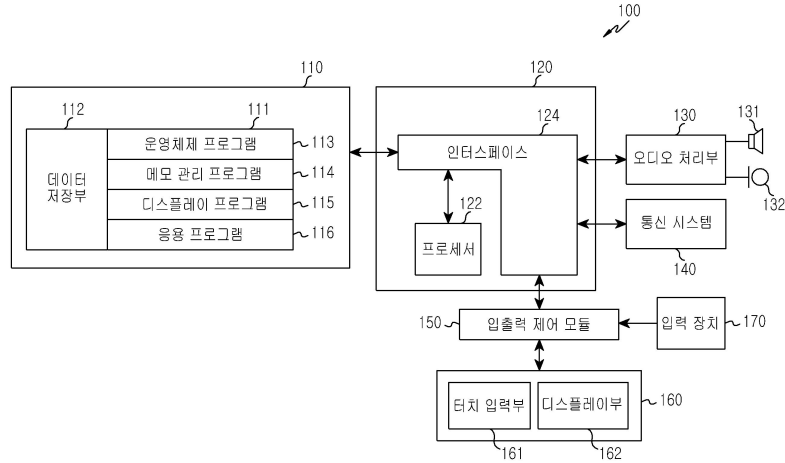 100
110
120
112
111
124
130
131
운영체제 프로그램
113
인터스페이스
데이터
저장부
메모 관리 프로그램
114
오디오 처리부
디스플레이 프로그램
115
132
122
응용 프로그램
116
프로세서
통신 시스템
140
150
입출력 제어 모듈
입력 장치
170
터치 입력부
디스플레이부
160
161
162